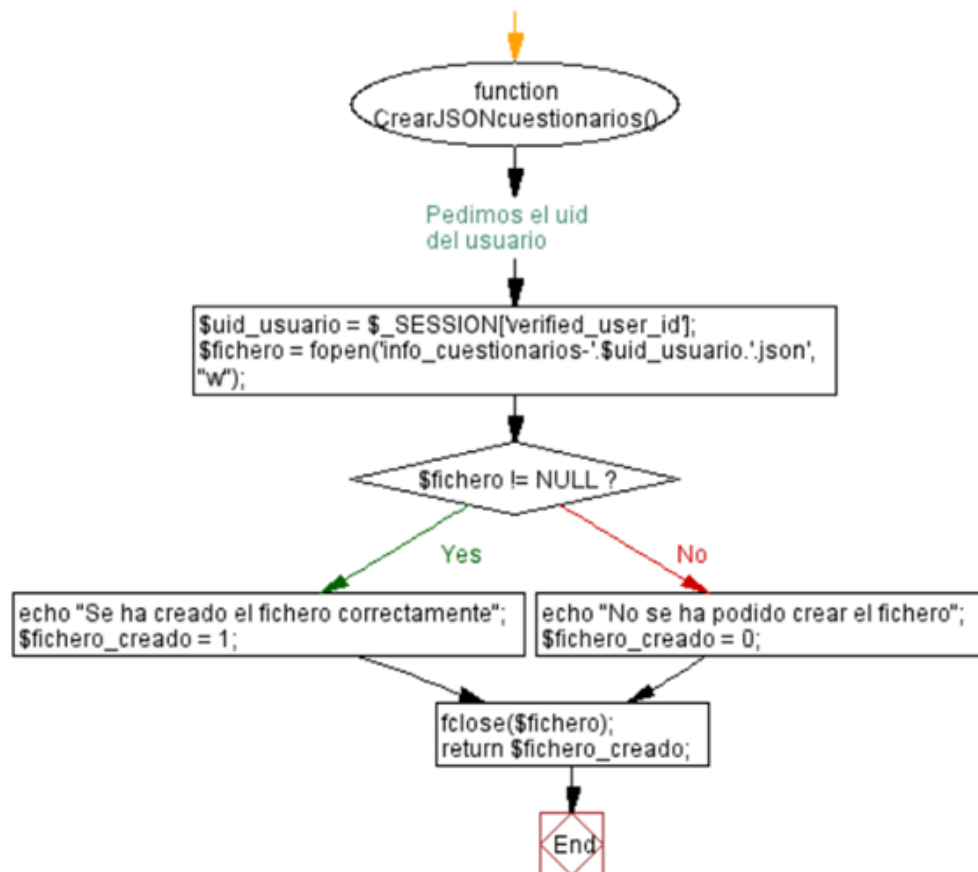 function
CrearJSONcuestionarios()
Pedimos el uid
del usuario
$uid_usuario = $_SESSION['verified_user_id'];
$fichero = fopen('info_cuestionarios-'.$uid_usuario.'.json',
"w");
$fichero != NULL ?
Yes
No
echo "Se ha creado el fichero correctamente";
$fichero_creado = 1;
echo "No se ha podido crear el fichero";
$fichero_creado = 0;
fclose($fichero);
return $fichero_creado;
End